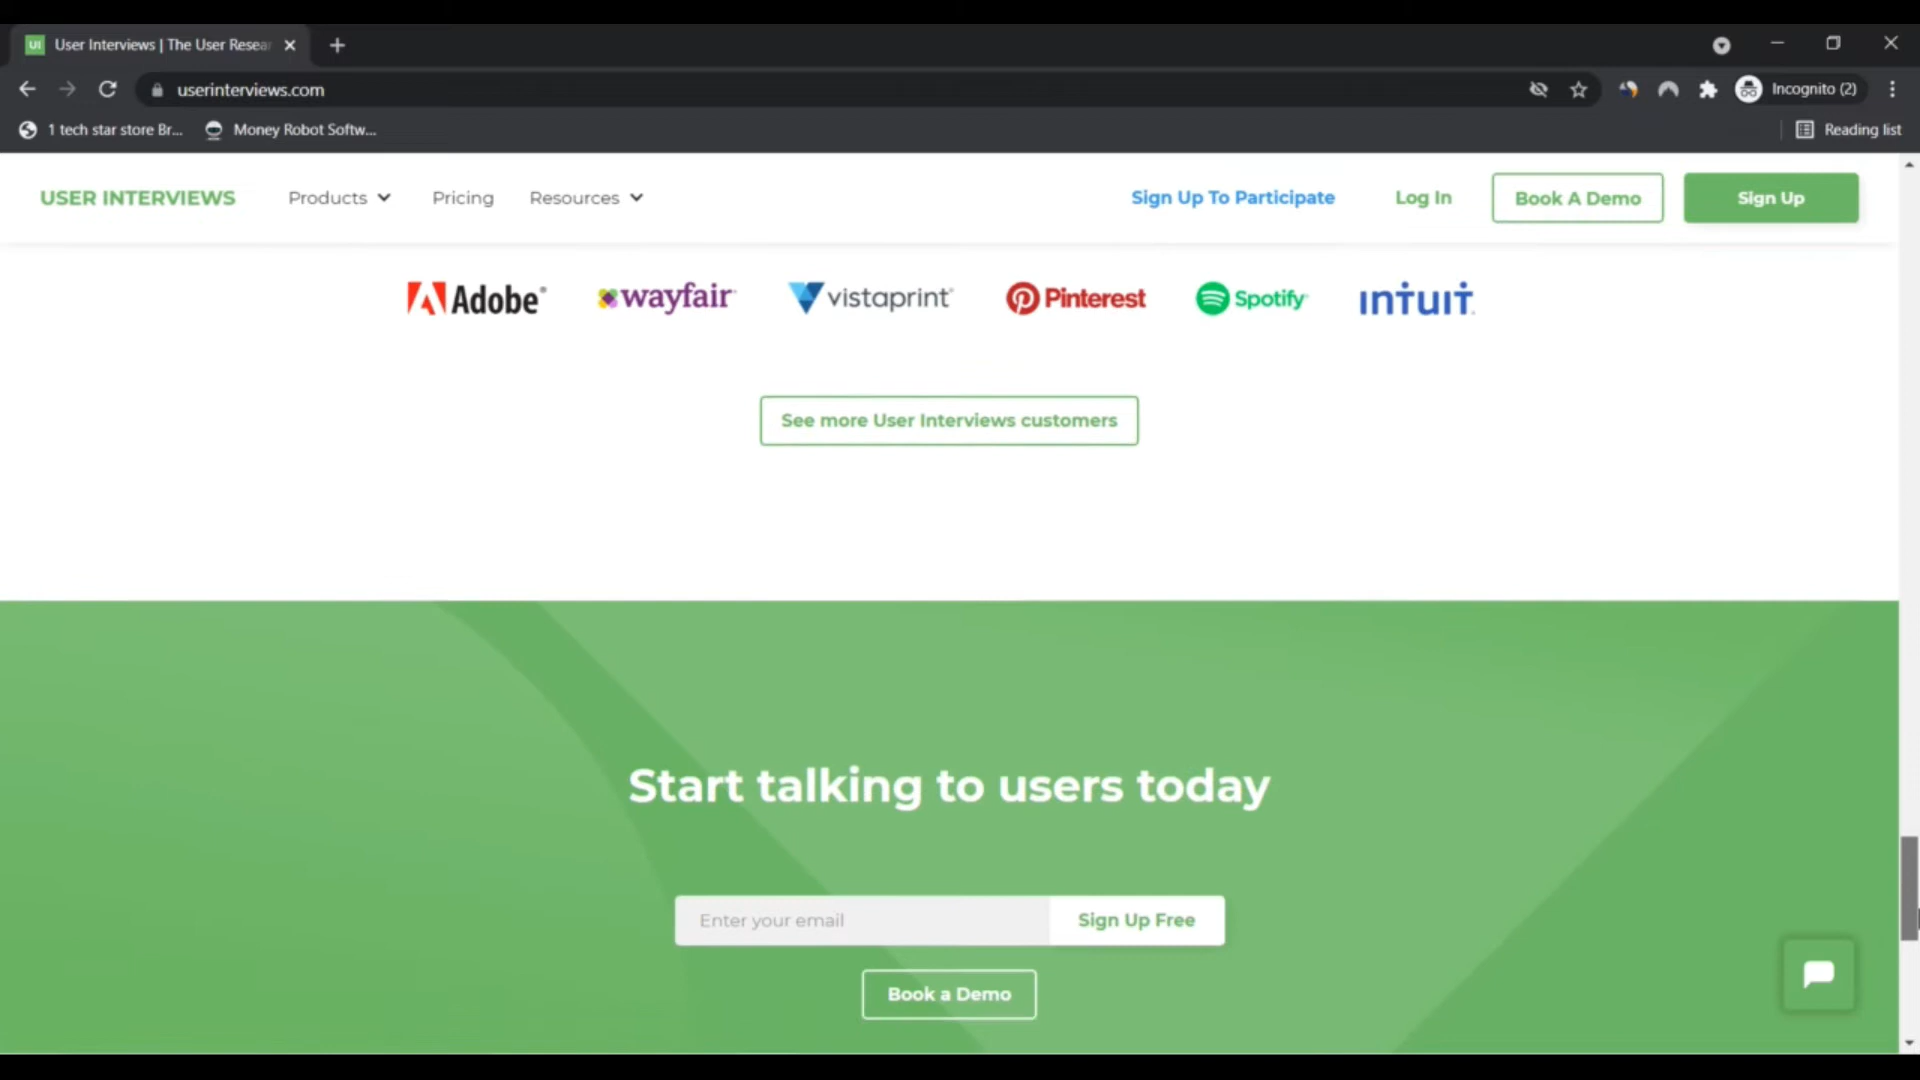 UI User Interviews | The User Resear
userinterviews.com
Incognito (2)
1 tech star store Br...
Money Robot Softw...
Reading list
USER INTERVIEWS
Products
Pricing
Resources
Sign Up To Participate
Log In
Book A Demo
Sign Up
Adobe®
wayfair
vistaprint®
Pinterest
Spotify®
intuit.
See more User Interviews customers
Start talking to users today
Enter your email
Sign Up Free
Book a Demo